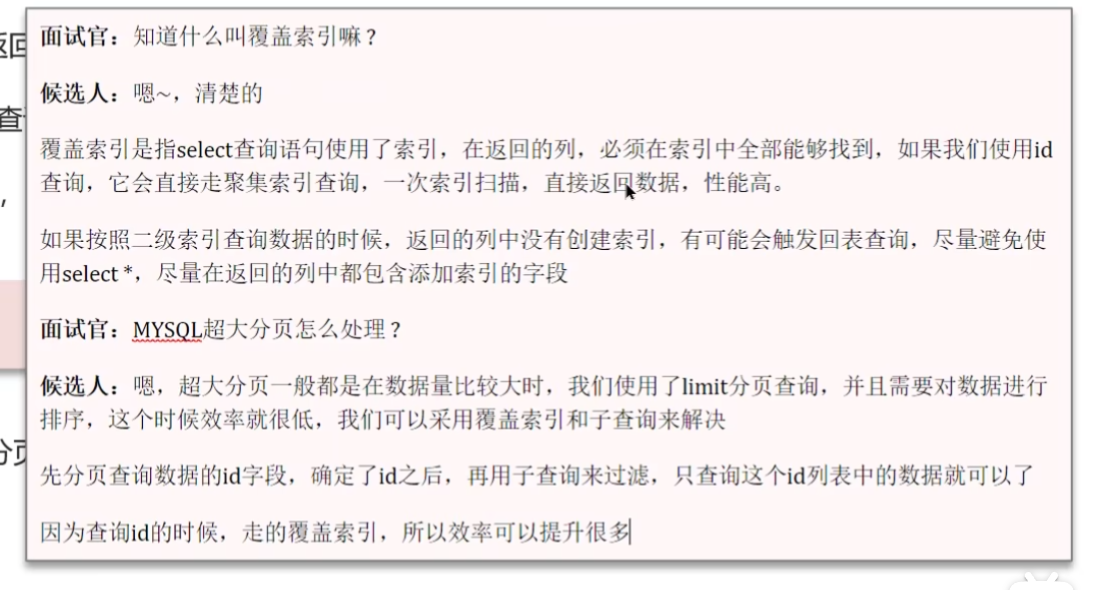 返回
面试官：知道什么叫覆盖索引嘛？
候选人：嗯~，清楚的
查
覆盖索引是指select查询语句使用了索引，在返回的列，必须在索引中全部能够找到，如果我们使用id
查询，它会直接走聚集索引查询，一次索引扫描，直接返回数据，性能高。
，
如果按照二级索引查询数据的时候，返回的列中没有创建索引，有可能会触发回表查询，尽量避免使
用select *，尽量在返回的列中都包含添加索引的字段
面试官：MYSQL超大分页怎么处理？
候选人：嗯，超大分页一般都是在数据量比较大时，我们使用了limit分页查询，并且需要对数据进行
排序，这个时候效率就很低，我们可以采用覆盖索引和子查询来解决
分页
先分页查询数据的id字段，确定了id之后，再用子查询来过滤，只查询这个id列表中的数据就可以了
因为查询id的时候，走的覆盖索引，所以效率可以提升很多